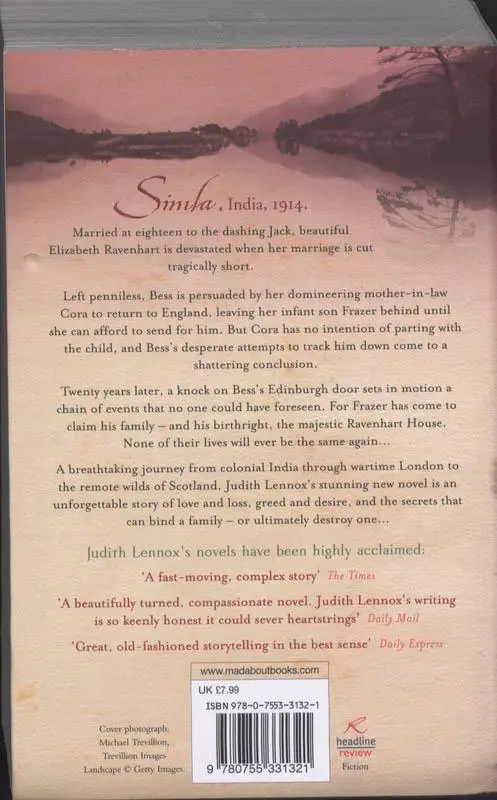 Simla, India, 1914.
Married at eighteen to the dashing Jack, beautiful
Elizabeth Ravenhart is devastated when her marriage is cut
tragically short.
Left penniless, Bess is persuaded by her domineering mother-in-law
Cora to return to England, leaving her infant son Frazer behind until
she can afford to send for him. But Cora has no intention of parting with
the child, and Bess's desperate attempts to track him down come to a
shattering conclusion.
Twenty years later, a knock on Bess's Edinburgh door sets in motion a
chain of events that no one could have foreseen. For Frazer has come to
claim his family – and his birthright, the majestic Ravenhart House.
None of their lives will ever be the same again...
A breathtaking journey from colonial India through wartime London to
the remote wilds of Scotland, Judith Lennox's stunning new novel is an
unforgettable story of love and loss, greed and desire, and the secrets that
can bind a family – or ultimately destroy one...
Judith Lennox's novels have been highly acclaimed:
'A fast-moving, complex story' The Times
'A beautifully turned, compassionate novel. Judith Lennox's writing
is so keenly honest it could sever heartstrings' Daily Mail
'Great, old-fashioned storytelling in the best sense' Daily Express
www.madaboutbooks.com
UK £7.99
ISBN 978-0-7553-3132-1
9 780755 331321
Cover photograph:
Michael Trevillion,
Trevillion Images
Landscape © Getty Images
R
headline
review
Fiction